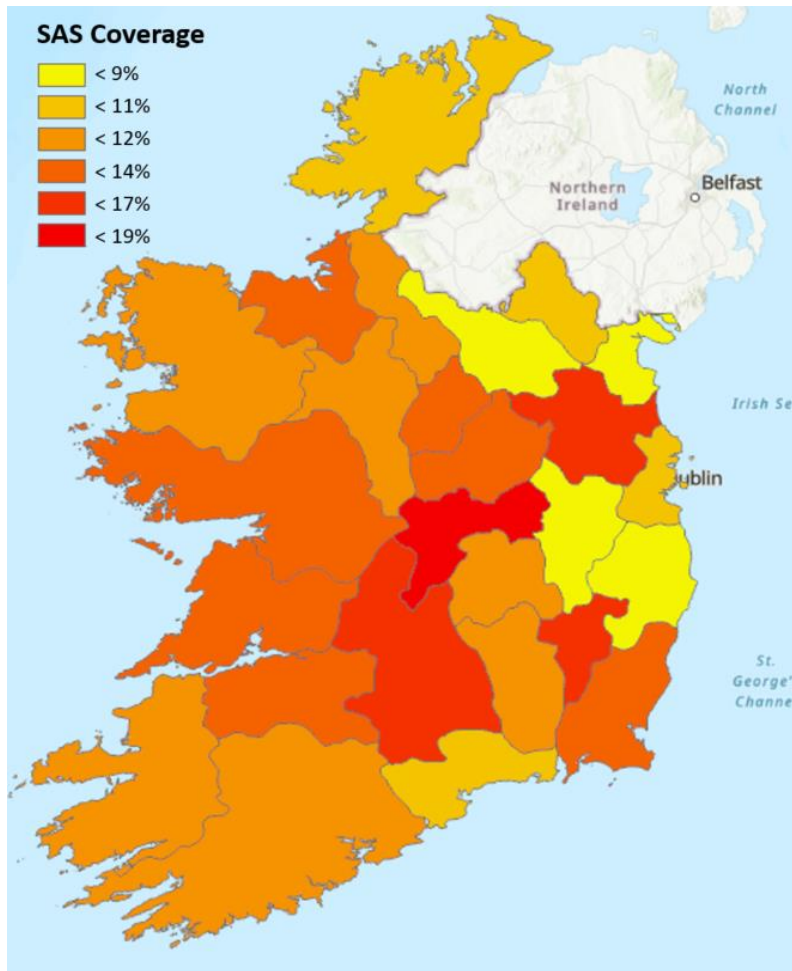 SAS Coverage
< 9%
< 11%
< 12%
< 14%
< 17%
< 19%
North
Channel
Belfast
Northern
Ireland
Irish Se
ublin
St.
George'
Channe